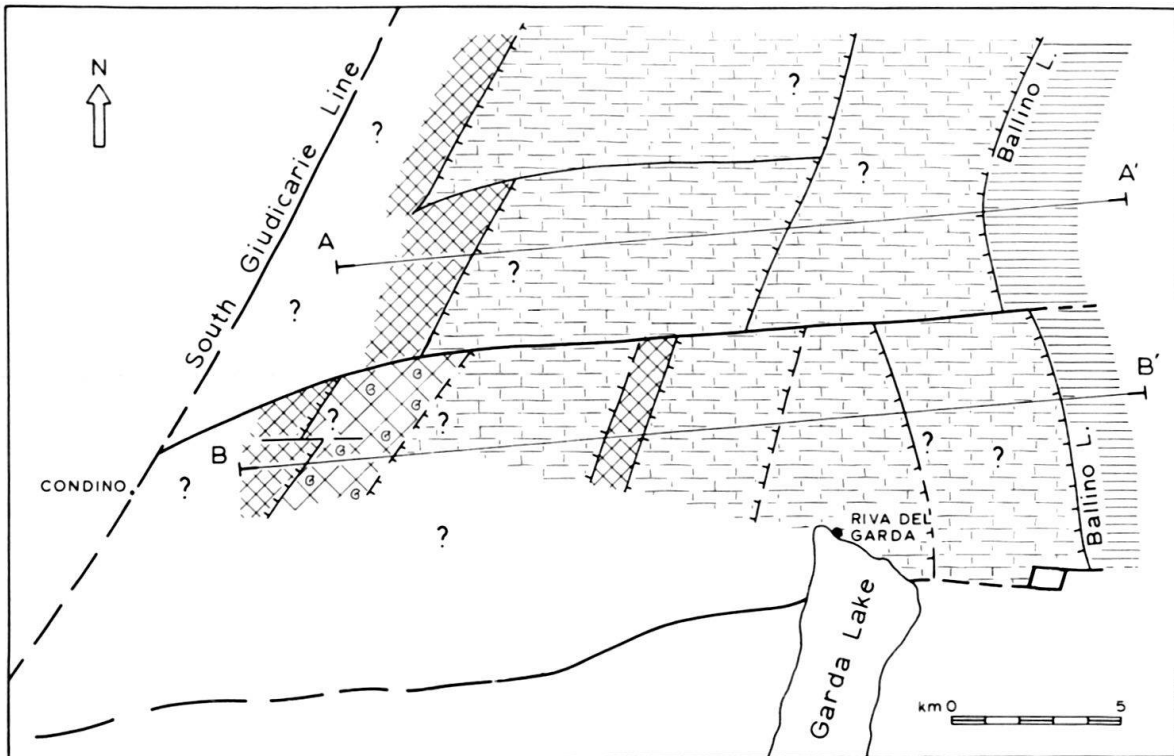 N
South Giudicarie Line
?
?
?
?
?
Ballino L.
A
A'
?
?
?
?
?
?
B
B'
CONDINO
Ballino L.
RIVA DEL
GARDA
Garda Lake
km 0 5